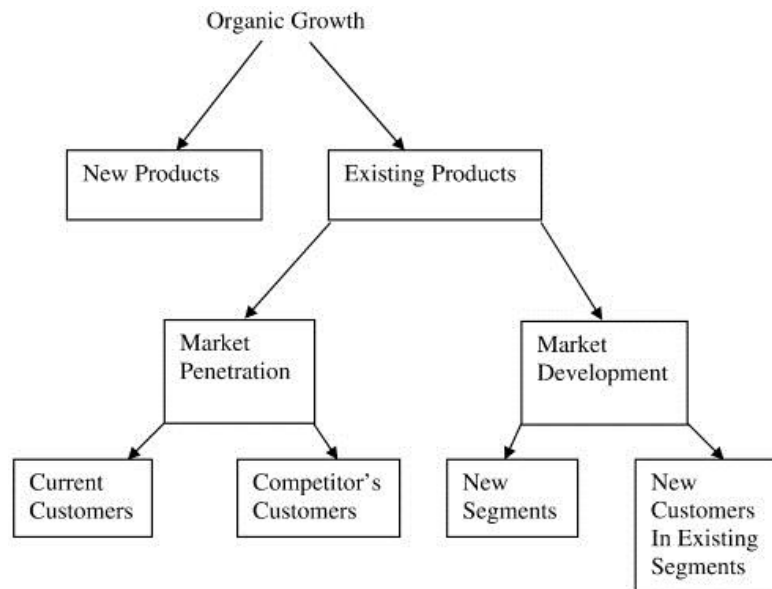 Organic Growth
New Products
Existing Products
Market
Penetration
Market
Development
Current
Customers
Competitor's
Customers
New
Segments
New
Customers
In Existing
Segments